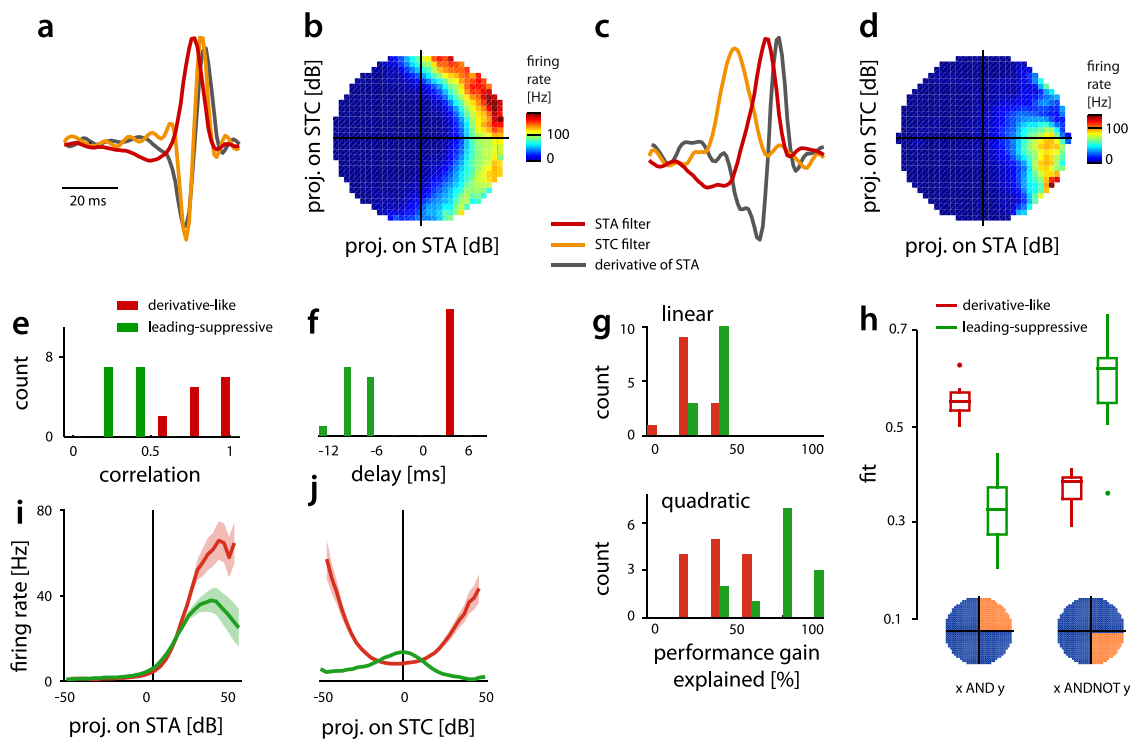 a
20 ms
b
proj. on STC [dB]
proj. on STA [dB]
firing
rate
[Hz]
100
0
c
STA filter
STC filter
derivative of STA
d
proj. on STC [dB]
proj. on STA [dB]
firing
rate
[Hz]
100
0
e
derivative-like
leading-suppressive
count
8
0
0 0.5 1
correlation
f
-12 -6 0 6
delay [ms]
g
linear
count
10
5
0
0 50 100
quadratic
count
6
3
0
0 50 100
performance gain
explained [%]
h
derivative-like
leading-suppressive
fit
0.7
0.5
0.3
0.1
x AND y
x ANDNOT y
i
firing rate [Hz]
80
40
0
-50 0 50
proj. on STA [dB]
j
-50 0 50
proj. on STC [dB]